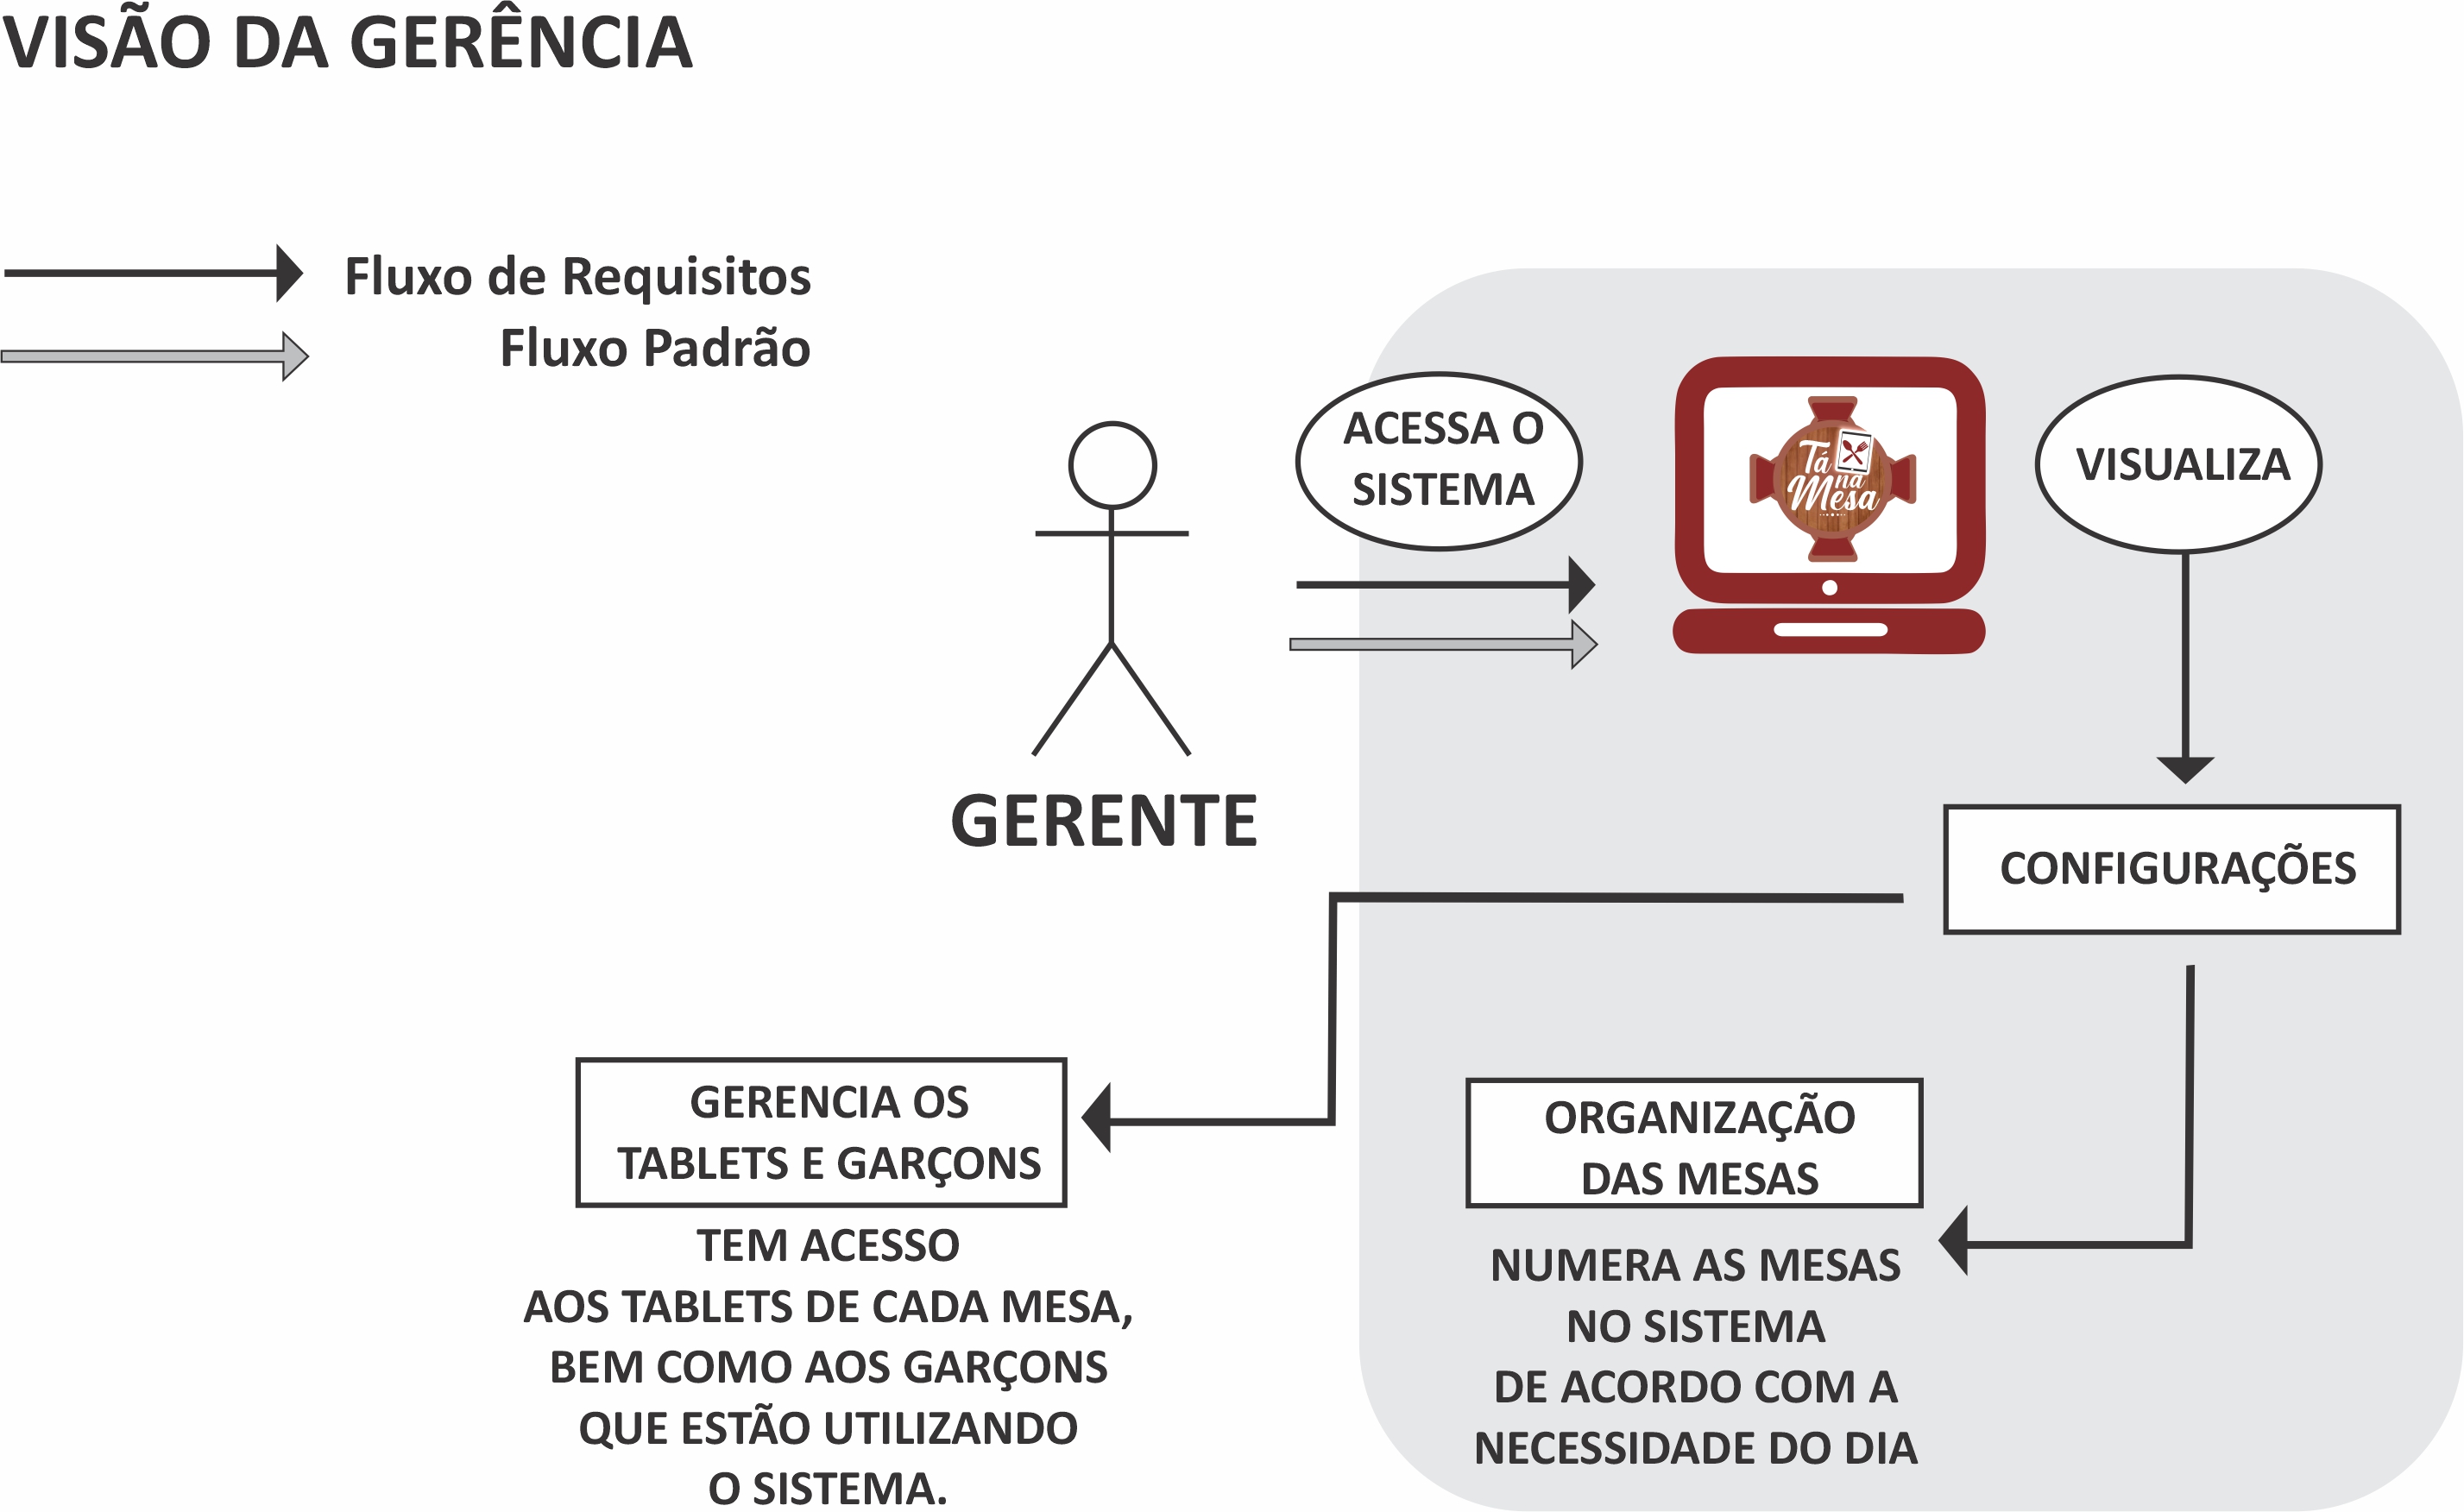 VISÃO DA GERÊNCIA
Fluxo de Requisitos
Fluxo Padrão
ACESSA O
SISTEMA
Tá
na
Mesa
VISUALIZA
GERENTE
CONFIGURAÇÕES
GERENCIA OS
TABLETS E GARÇONS
TEM ACESSO
AOS TABLETS DE CADA MESA,
BEM COMO AOS GARÇONS
QUE ESTÃO UTILIZANDO
O SISTEMA.
ORGANIZAÇÃO
DAS MESAS
NUMERA AS MESAS
NO SISTEMA
DE ACORDO COM A
NECESSIDADE DO DIA